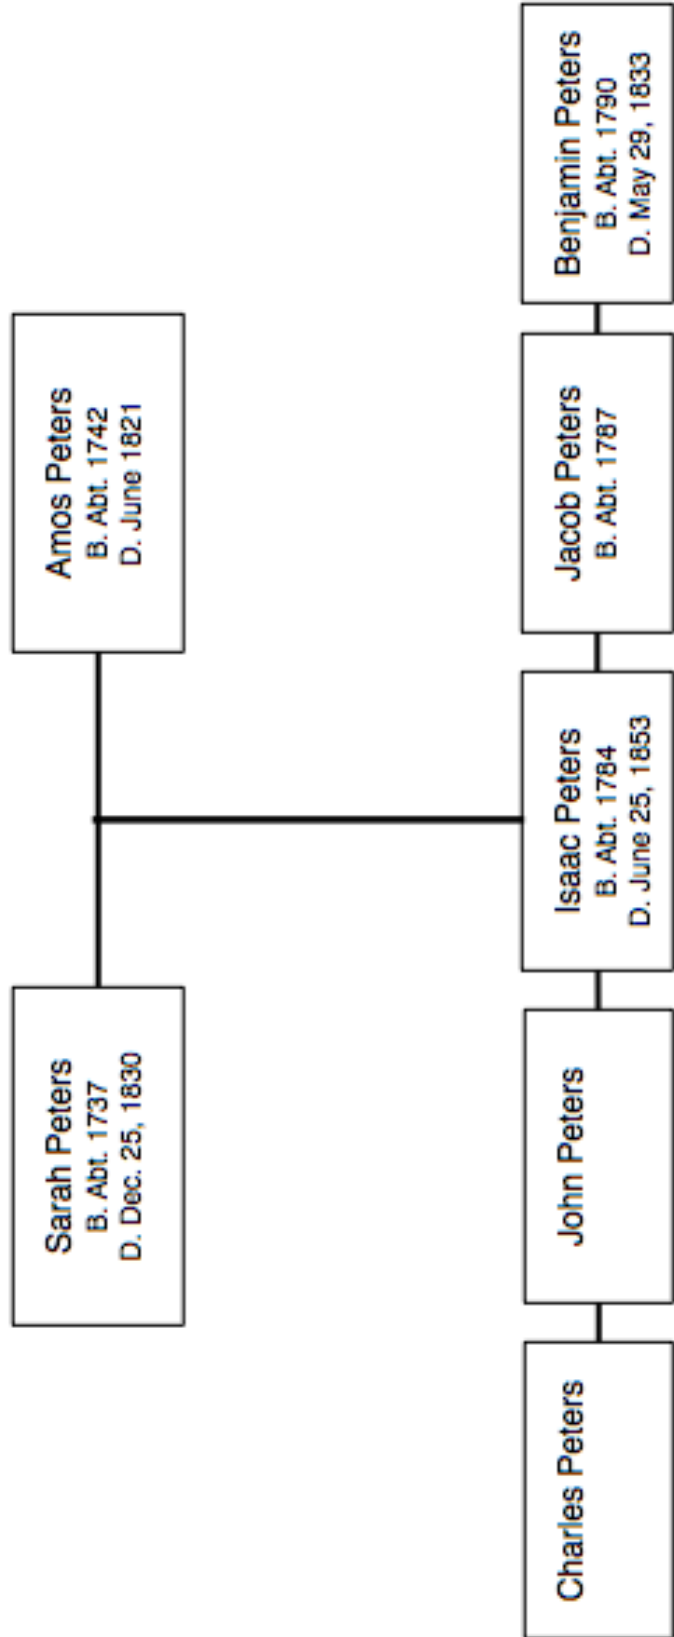 Sarah Peters
B. Abt. 1737
D. Dec. 25, 1830
Amos Peters
B. Abt. 1742
D. June 1821
Charles Peters
John Peters
Isaac Peters
B. Abt. 1784
D. June 25, 1853
Jacob Peters
B. Abt. 1787
Benjamin Peters
B. Abt. 1790
D. May 29, 1833